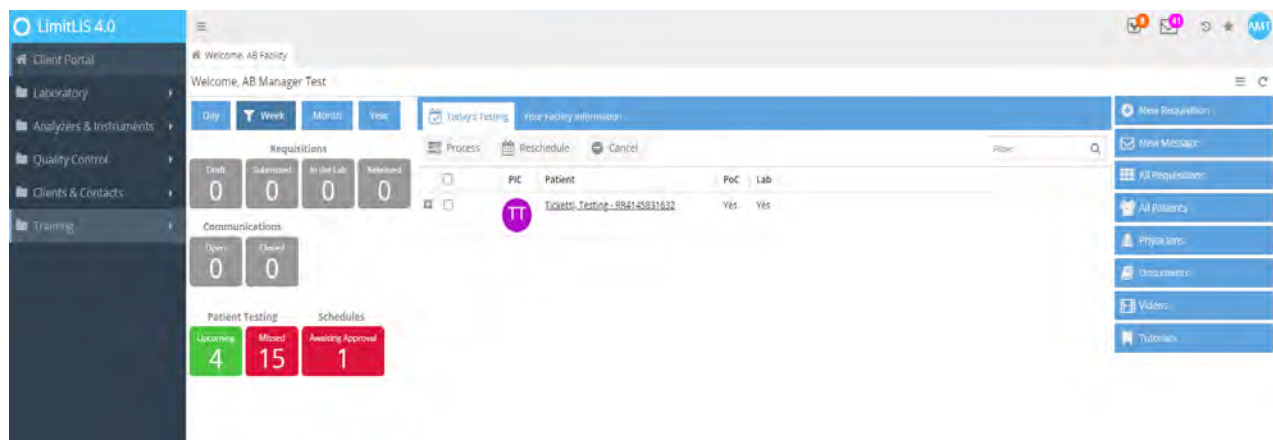 LimitLIS 4.0
8
41
AMT
Client Portal
Welcome, AB Facility
Welcome, AB Manager Test
Laboratory
Analyzers & Instruments
Quality Control
Clients & Contacts
Training
Day Week Month Year
Requisitions
Draft Submitted In the Lab Released
0 0 0 0
Communications
Open Closed
0 0
Patient Testing Schedules
Upcoming Missed Awaiting Approval
4 15 1
Today's Testing Your Facility Information
Process Reschedule Cancel Filter
PIC Patient PoC Lab
TT Ticketsl, Testing - RR4145831632 Yes Yes
New Requisition
New Message
All Requisitions
All Patients
Physicians
Documents
Videos
Tutorials